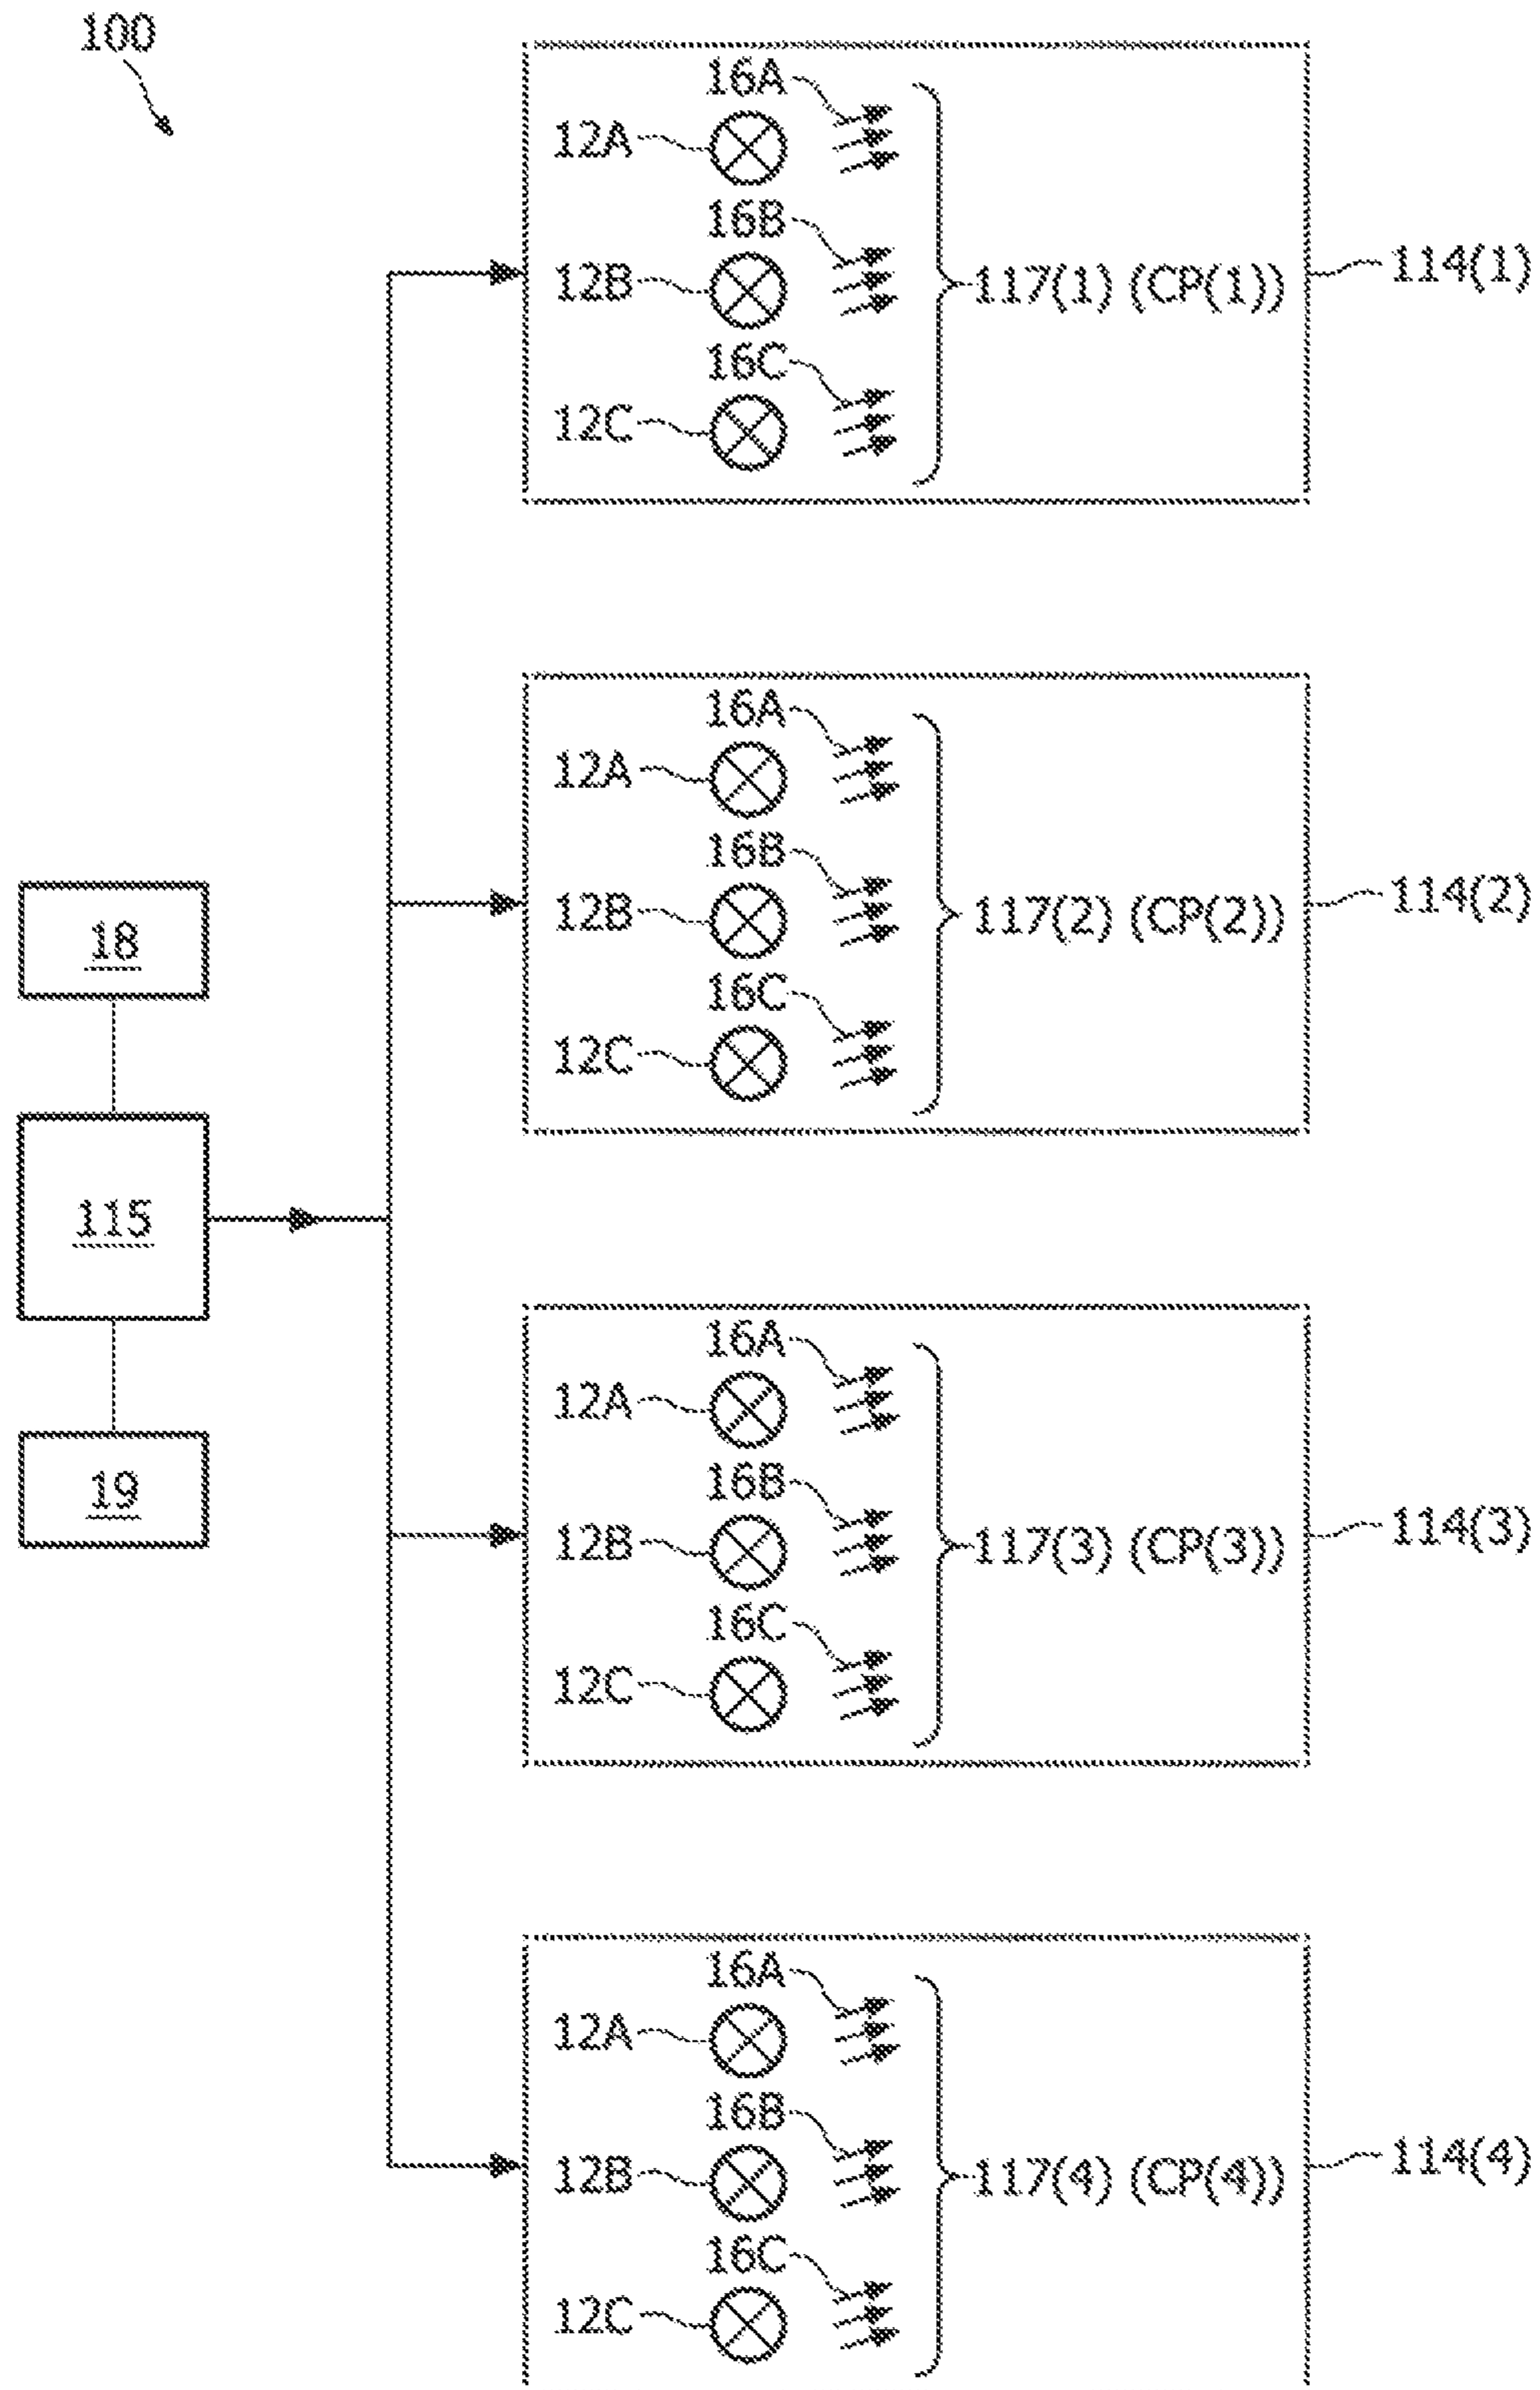 100
16A
12A
16B
12B
117(1) (CP(1))
114(1)
16C
12C
16A
12A
16B
12B
117(2) (CP(2))
114(2)
16C
12C
18
115
19
16A
12A
16B
12B
117(3) (CP(3))
114(3)
16C
12C
16A
12A
16B
12B
117(4) (CP(4))
114(4)
16C
12C